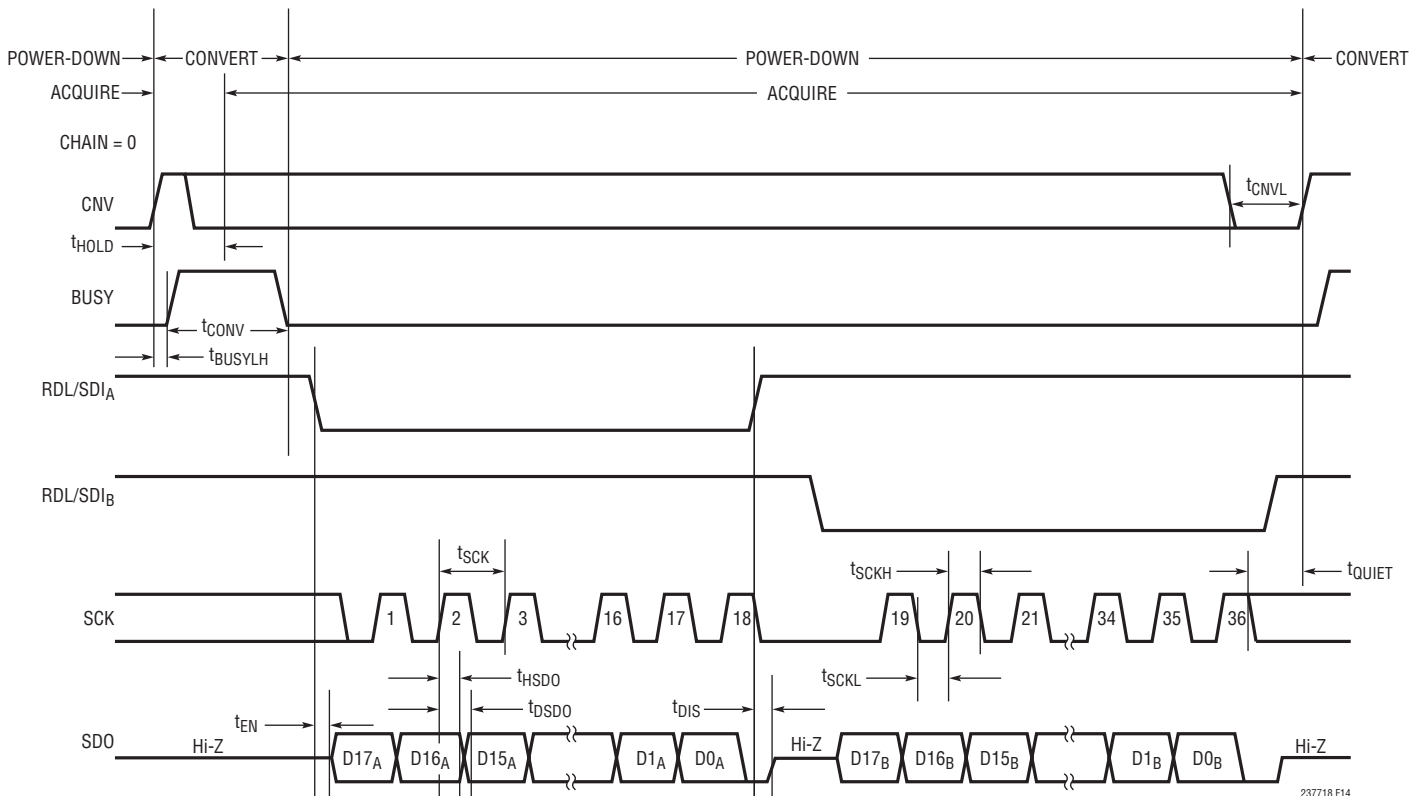 POWER-DOWN CONVERT POWER-DOWN CONVERT
ACQUIRE ACQUIRE
CHAIN = 0
CNV tCNVL
tHOLD
BUSY
tCONV
tBUSYLH
RDL/SDIA
RDL/SDIB
tSCK tSCKH tQUIET
SCK 1 2 3 16 17 18 19 20 21 34 35 36
tHSDO tSCKL
tDSDO tDIS
tEN
SDO Hi-Z D17A D16A D15A D1A D0A Hi-Z D17B D16B D15B D1B D0B Hi-Z
237718 F14